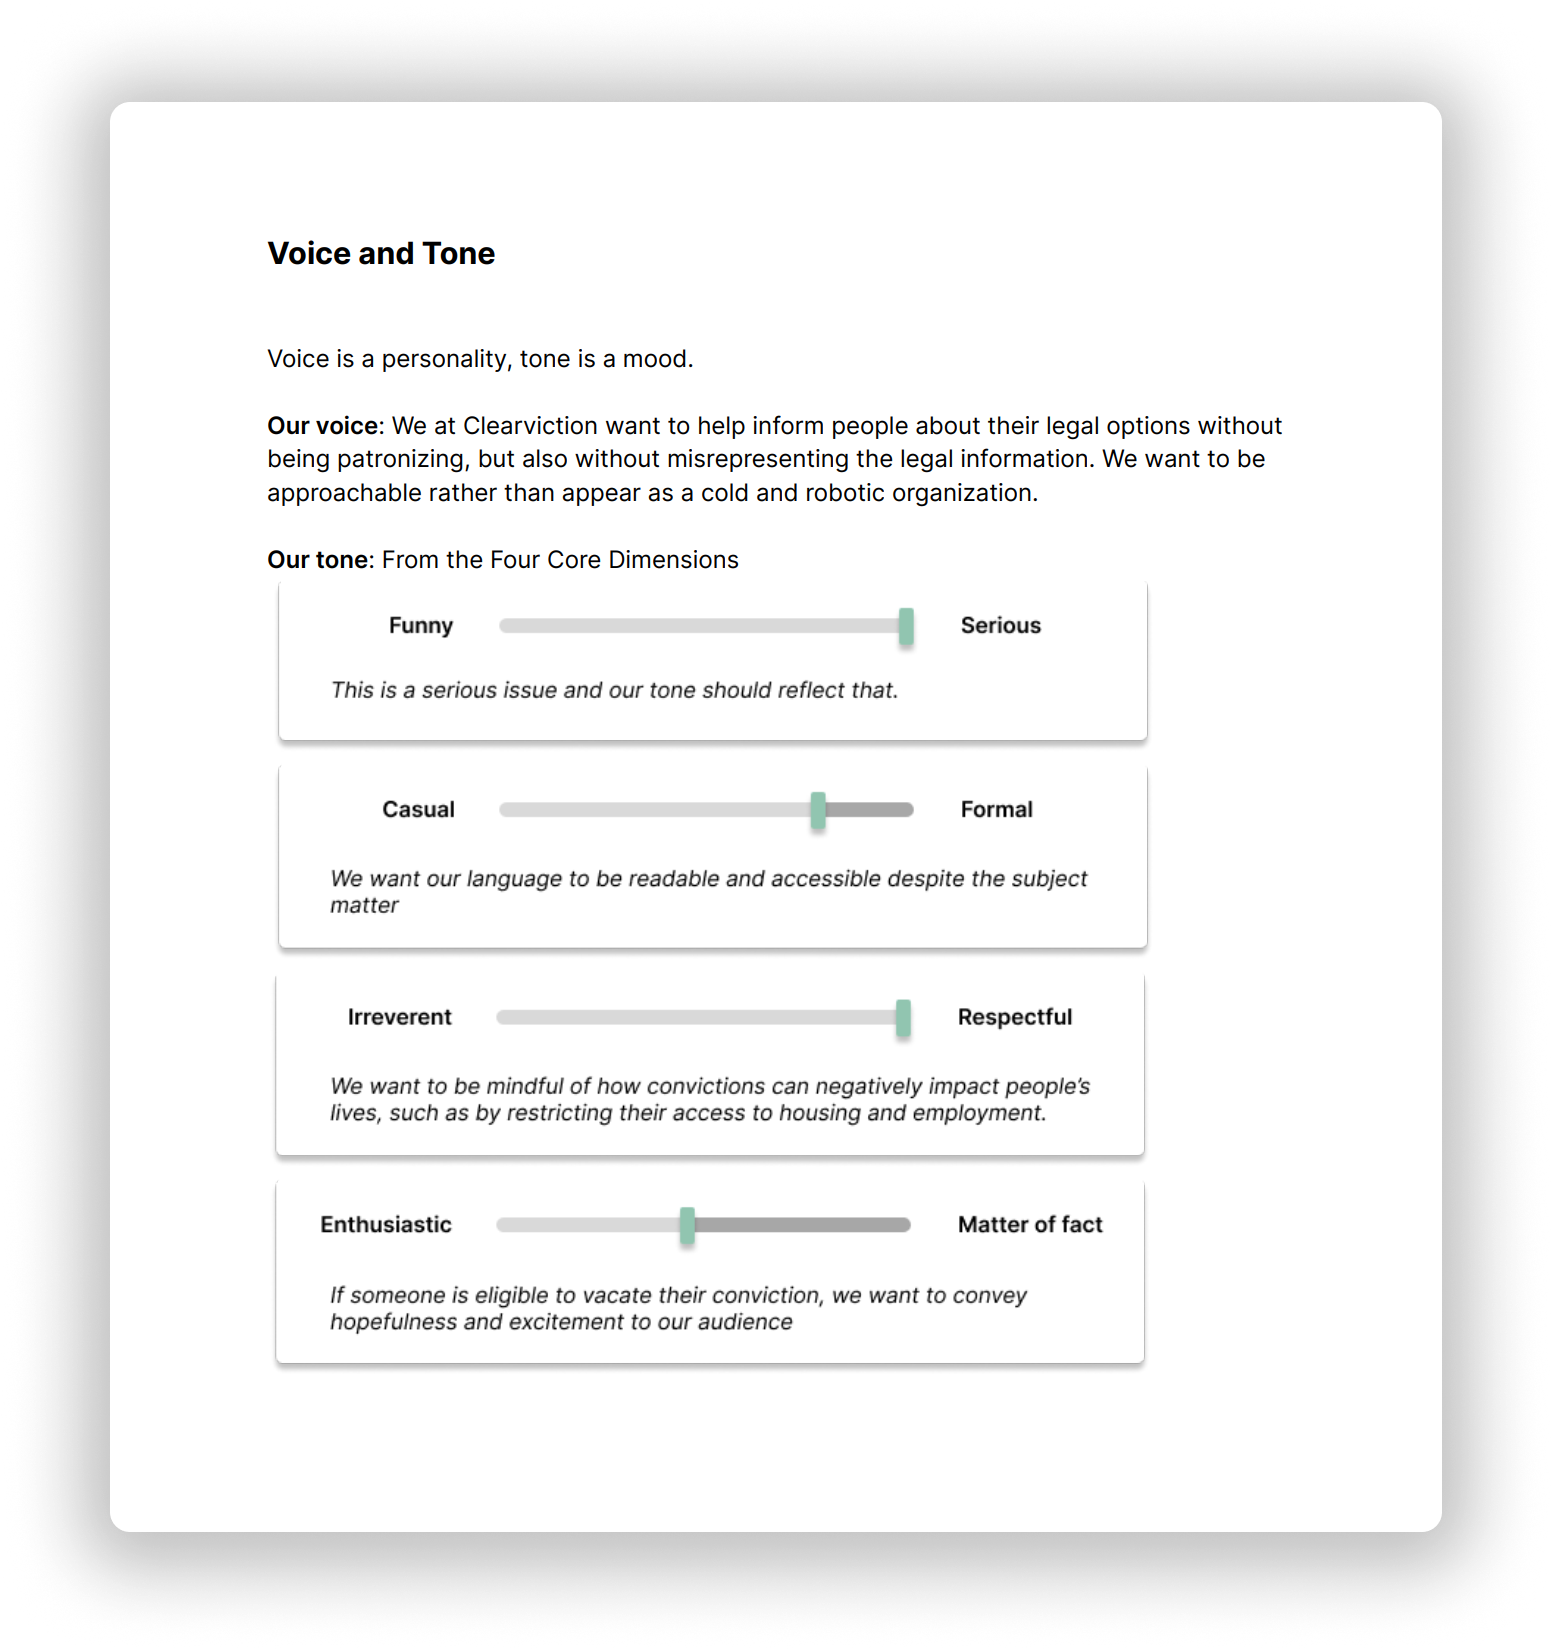 Voice and Tone
Voice is a personality, tone is a mood.
Our voice: We at Clearviction want to help inform people about their legal options without
being patronizing, but also without misrepresenting the legal information. We want to be
approachable rather than appear as a cold and robotic organization.
Our tone: From the Four Core Dimensions
Funny Serious
This is a serious issue and our tone should reflect that.
Casual Formal
We want our language to be readable and accessible despite the subject
matter
Irreverent Respectful
We want to be mindful of how convictions can negatively impact people’s
lives, such as by restricting their access to housing and employment.
Enthusiastic Matter of fact
If someone is eligible to vacate their conviction, we want to convey
hopefulness and excitement to our audience